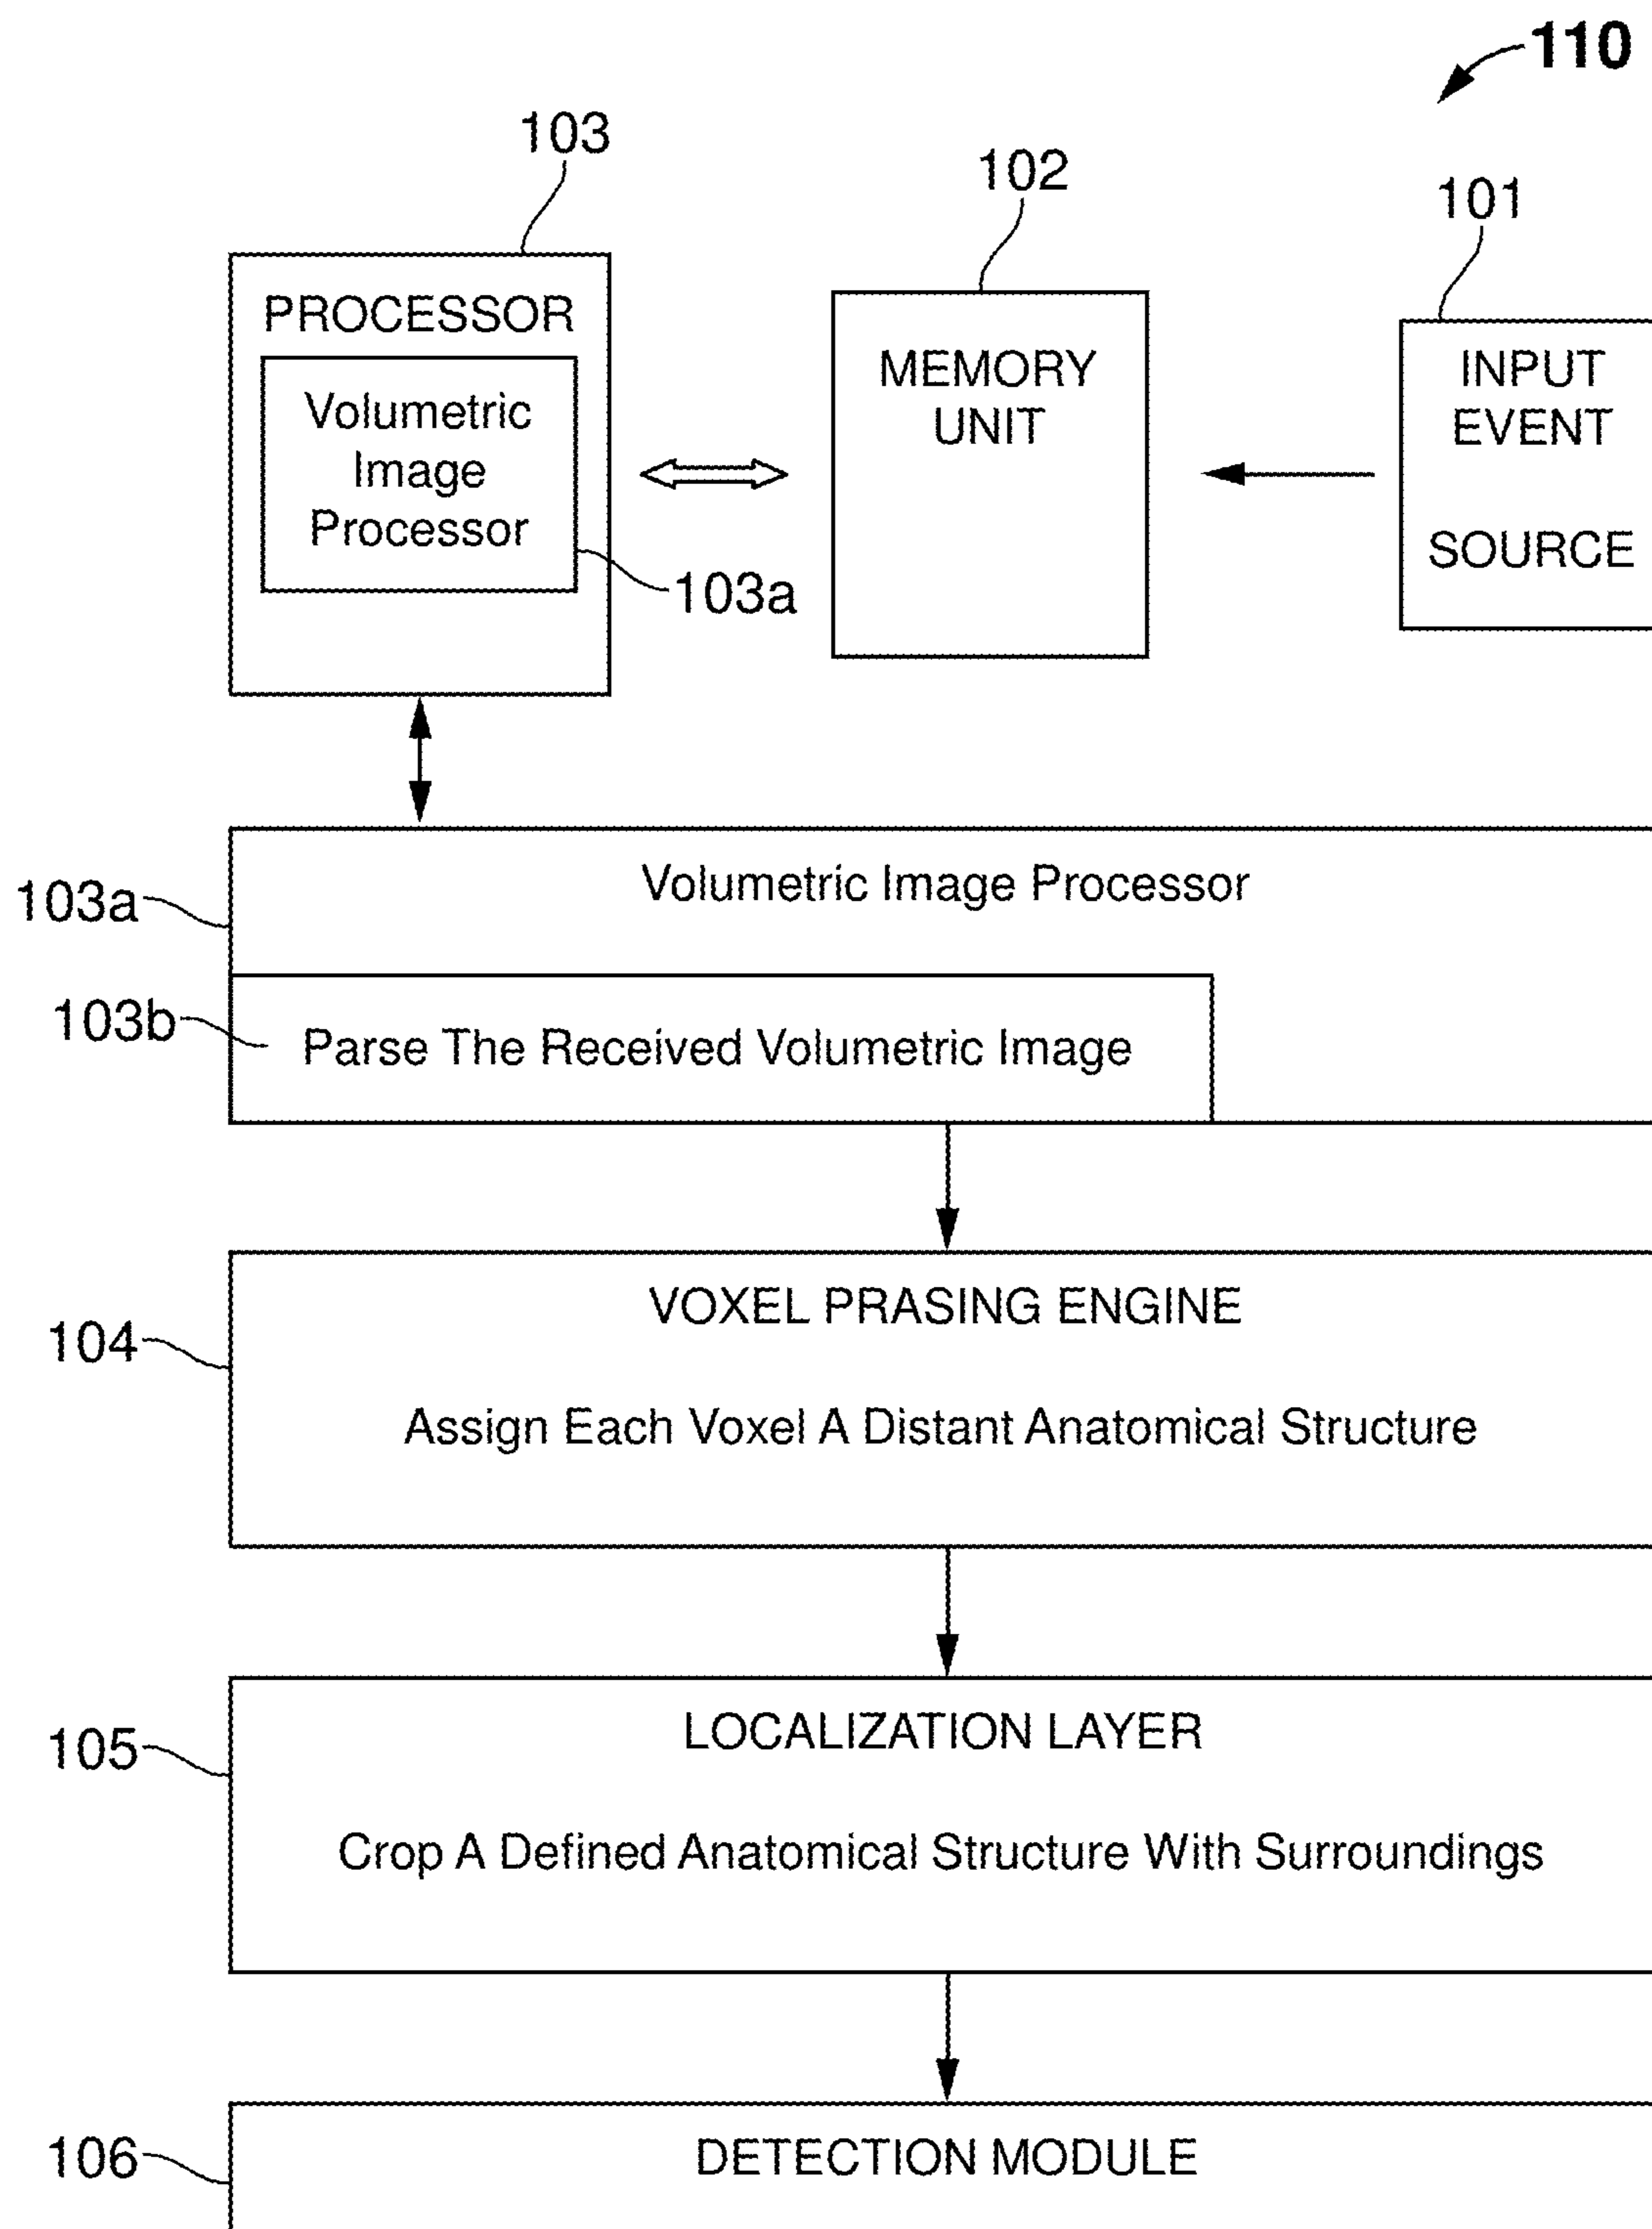 110
103
102
101
PROCESSOR
Volumetric
Image
Processor
103a
MEMORY
UNIT
INPUT
EVENT
SOURCE
103a
Volumetric Image Processor
103b
Parse The Received Volumetric Image
104
VOXEL PRASING ENGINE
Assign Each Voxel A Distant Anatomical Structure
105
LOCALIZATION LAYER
Crop A Defined Anatomical Structure With Surroundings
106
DETECTION MODULE